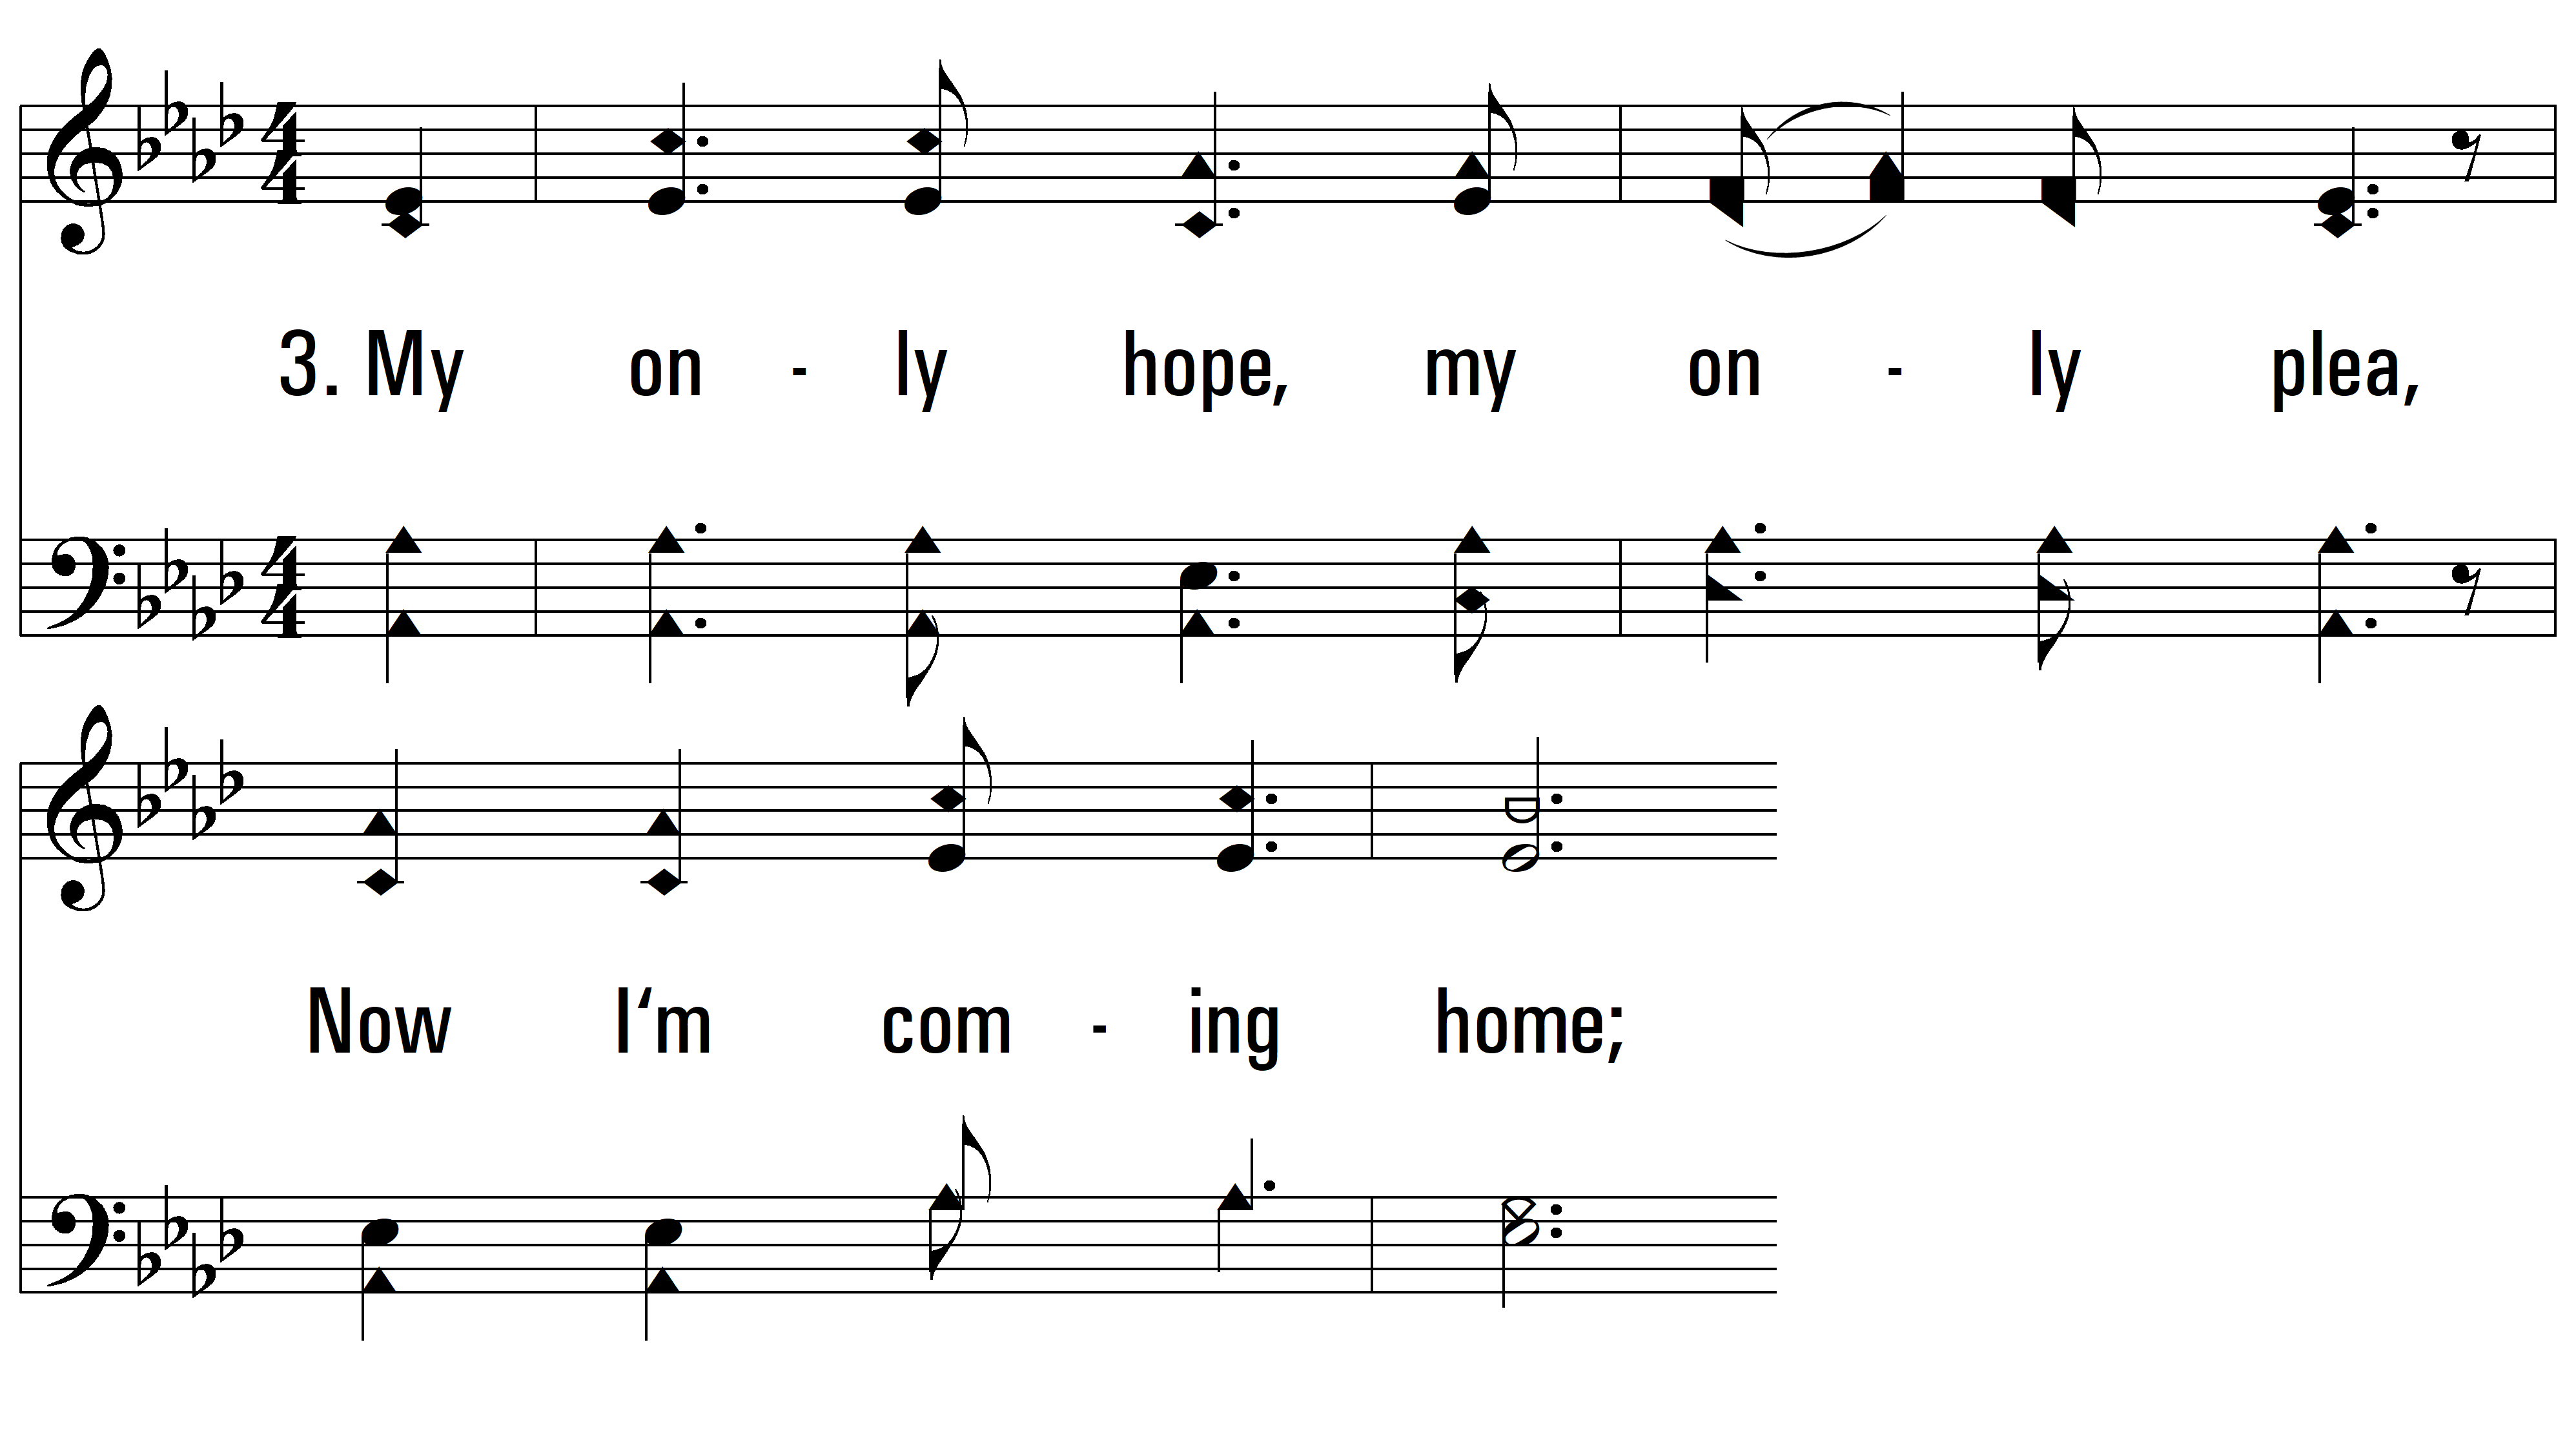 3. My on - ly hope, my on - ly plea,
Now I‘m com - ing home;